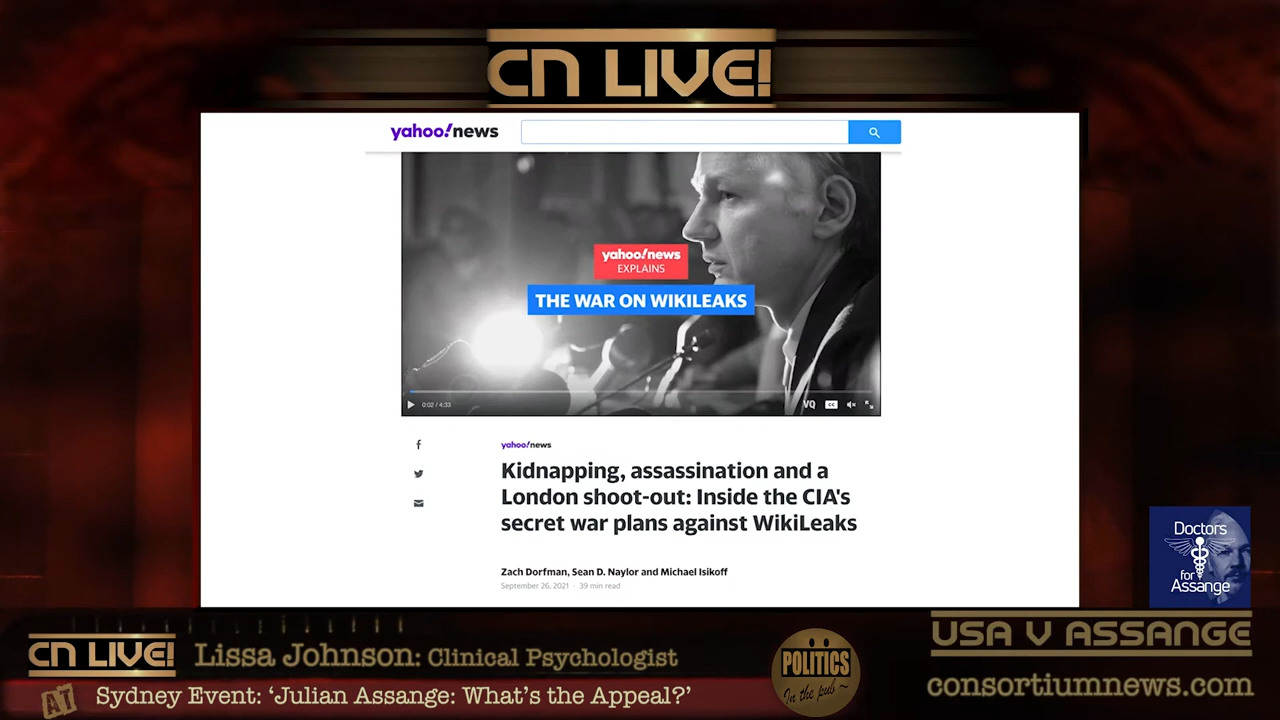 CN LIVE!
yahoo!news
yahoo!news
EXPLAINS
THE WAR ON WIKILEAKS
0:02 / 4:33
VQ
CC
yahoo!news
Kidnapping, assassination and a
London shoot-out: Inside the CIA's
secret war plans against WikiLeaks
Zach Dorfman, Sean D. Naylor and Michael Isikoff
September 26, 2021 · 39 min read
Doctors
for
Assange
CN LIVE!
Lissa Johnson: Clinical Psychologist
AT
Sydney Event: ‘Julian Assange: What’s the Appeal?’
POLITICS
In the pub ~
USA V ASSANGE
consortiumnews.com